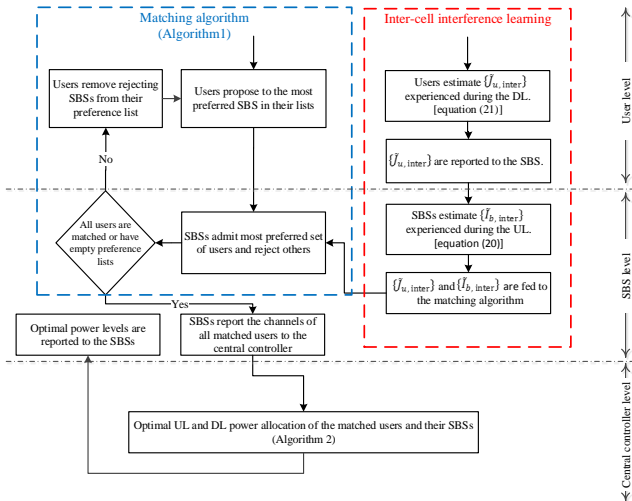 Matching algorithm
(Algorithm1)
Inter-cell interference learning
Users remove rejecting
SBSs from their
preference list
Users propose to the most
preferred SBS in their lists
Users estimate {J̃u, inter}
experienced during the DL.
[equation (21)]
{J̃u, inter} are reported to the SBS.
No
User level
All users are
matched or have
empty preference
lists
SBSs admit most preferred set
of users and reject others
SBSs estimate {Ĩb, inter}
experienced during the UL.
[equation (20)]
{J̃u, inter} and {Ĩb, inter} are fed to
the matching algorithm
Yes
Optimal power levels are
reported to the SBSs
SBSs report the channels of
all matched users to the
central controller
SBS level
Optimal UL and DL power allocation of the matched users and their SBSs
(Algorithm 2)
Central controller level